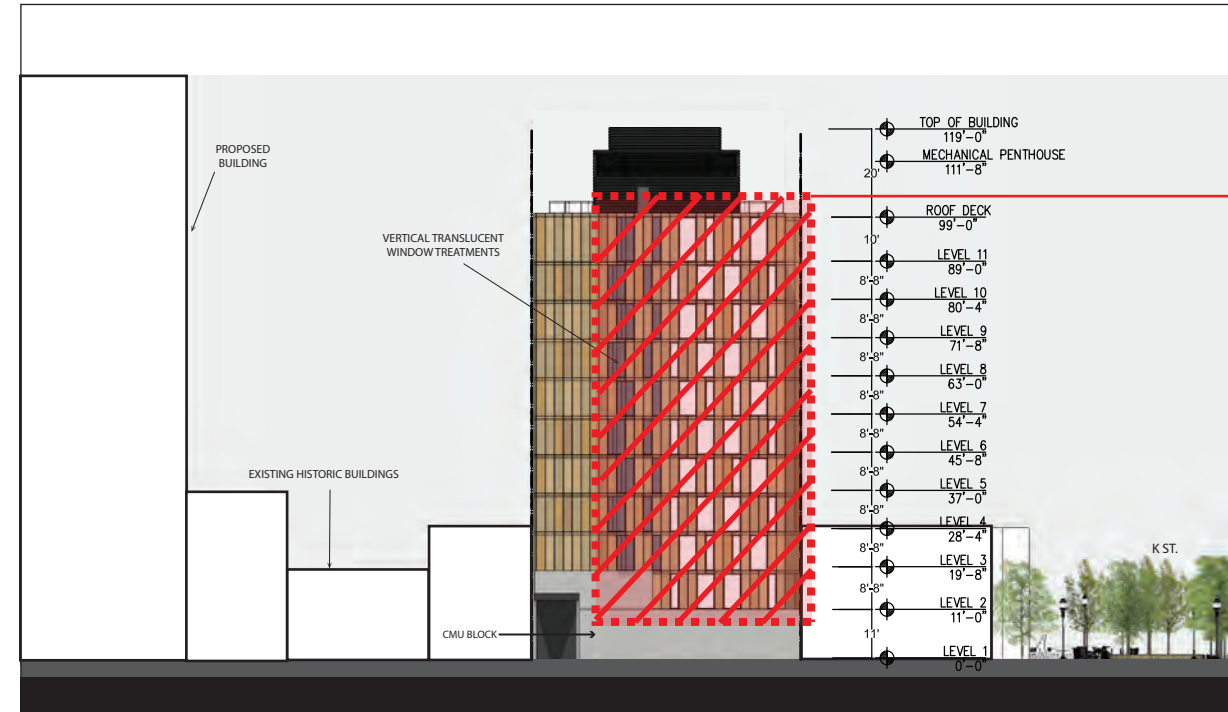 PROPOSED
BUILDING
VERTICAL TRANSLUCENT
WINDOW TREATMENTS
EXISTING HISTORIC BUILDINGS
CMU BLOCK
TOP OF BUILDING
119'-0"
MECHANICAL PENTHOUSE
111'-8"
20'
ROOF DECK
99'-0"
10'
LEVEL 11
89'-0"
8'-8"
LEVEL 10
80'-4"
8'-8"
LEVEL 9
71'-8"
8'-8"
LEVEL 8
63'-0"
8'-8"
LEVEL 7
54'-4"
8'-8"
LEVEL 6
45'-8"
8'-8"
LEVEL 5
37'-0"
8'-8"
LEVEL 4
28'-4"
8'-8"
LEVEL 3
19'-8"
8'-8"
LEVEL 2
11'-0"
11'
LEVEL 1
0'-0"
K ST.